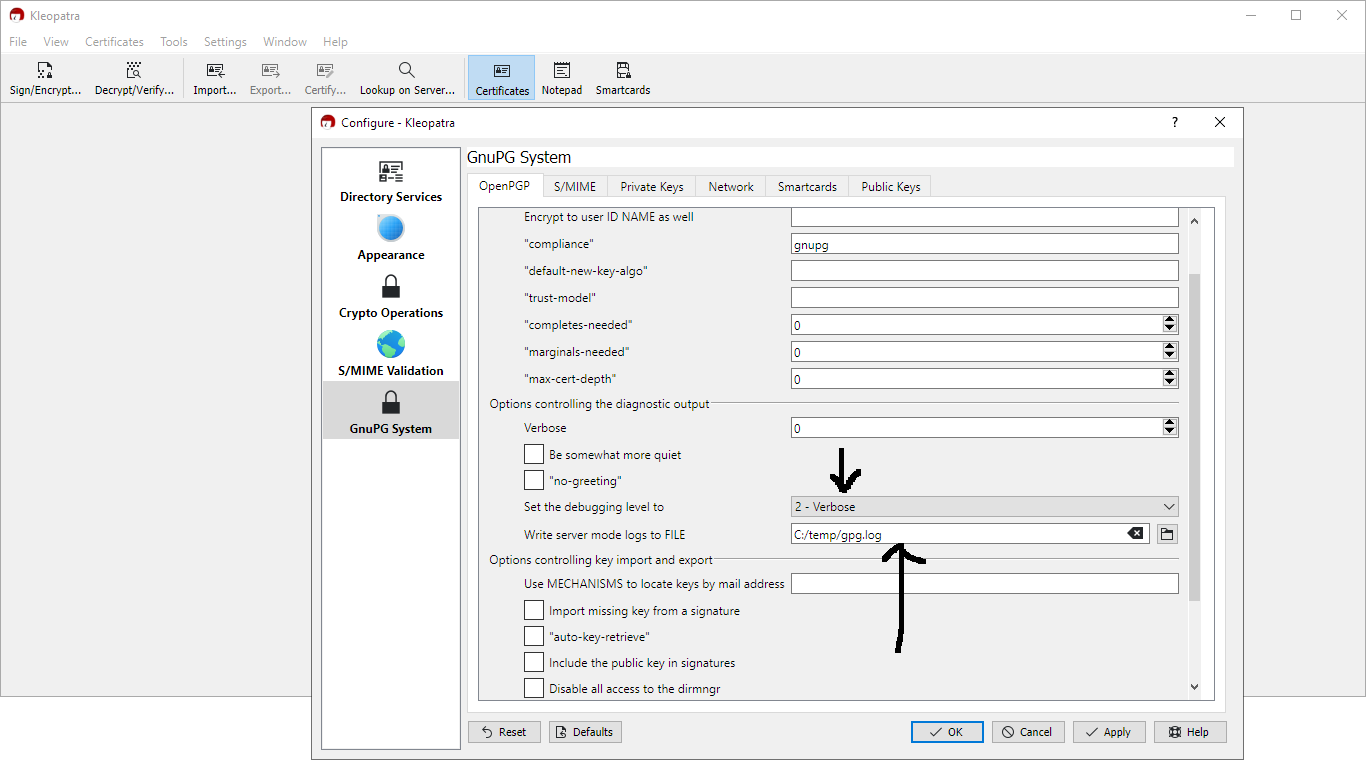 Kleopatra
File View Certificates Tools Settings Window Help
Sign/Encrypt... Decrypt/Verify... Import... Export... Certify... Lookup on Server... Certificates Notepad Smartcards
Configure - Kleopatra
?
Directory Services
Appearance
Crypto Operations
S/MIME Validation
GnuPG System
GnuPG System
OpenPGP S/MIME Private Keys Network Smartcards Public Keys
Encrypt to user ID NAME as well
"compliance" gnupg
"default-new-key-algo"
"trust-model"
"completes-needed" 0
"marginals-needed" 0
"max-cert-depth" 0
Options controlling the diagnostic output
Verbose 0
Be somewhat more quiet
"no-greeting"
Set the debugging level to 2 - Verbose
Write server mode logs to FILE C:/temp/gpg.log
Options controlling key import and export
Use MECHANISMS to locate keys by mail address
Import missing key from a signature
"auto-key-retrieve"
Include the public key in signatures
Disable all access to the dirmngr
Reset Defaults OK Cancel Apply Help